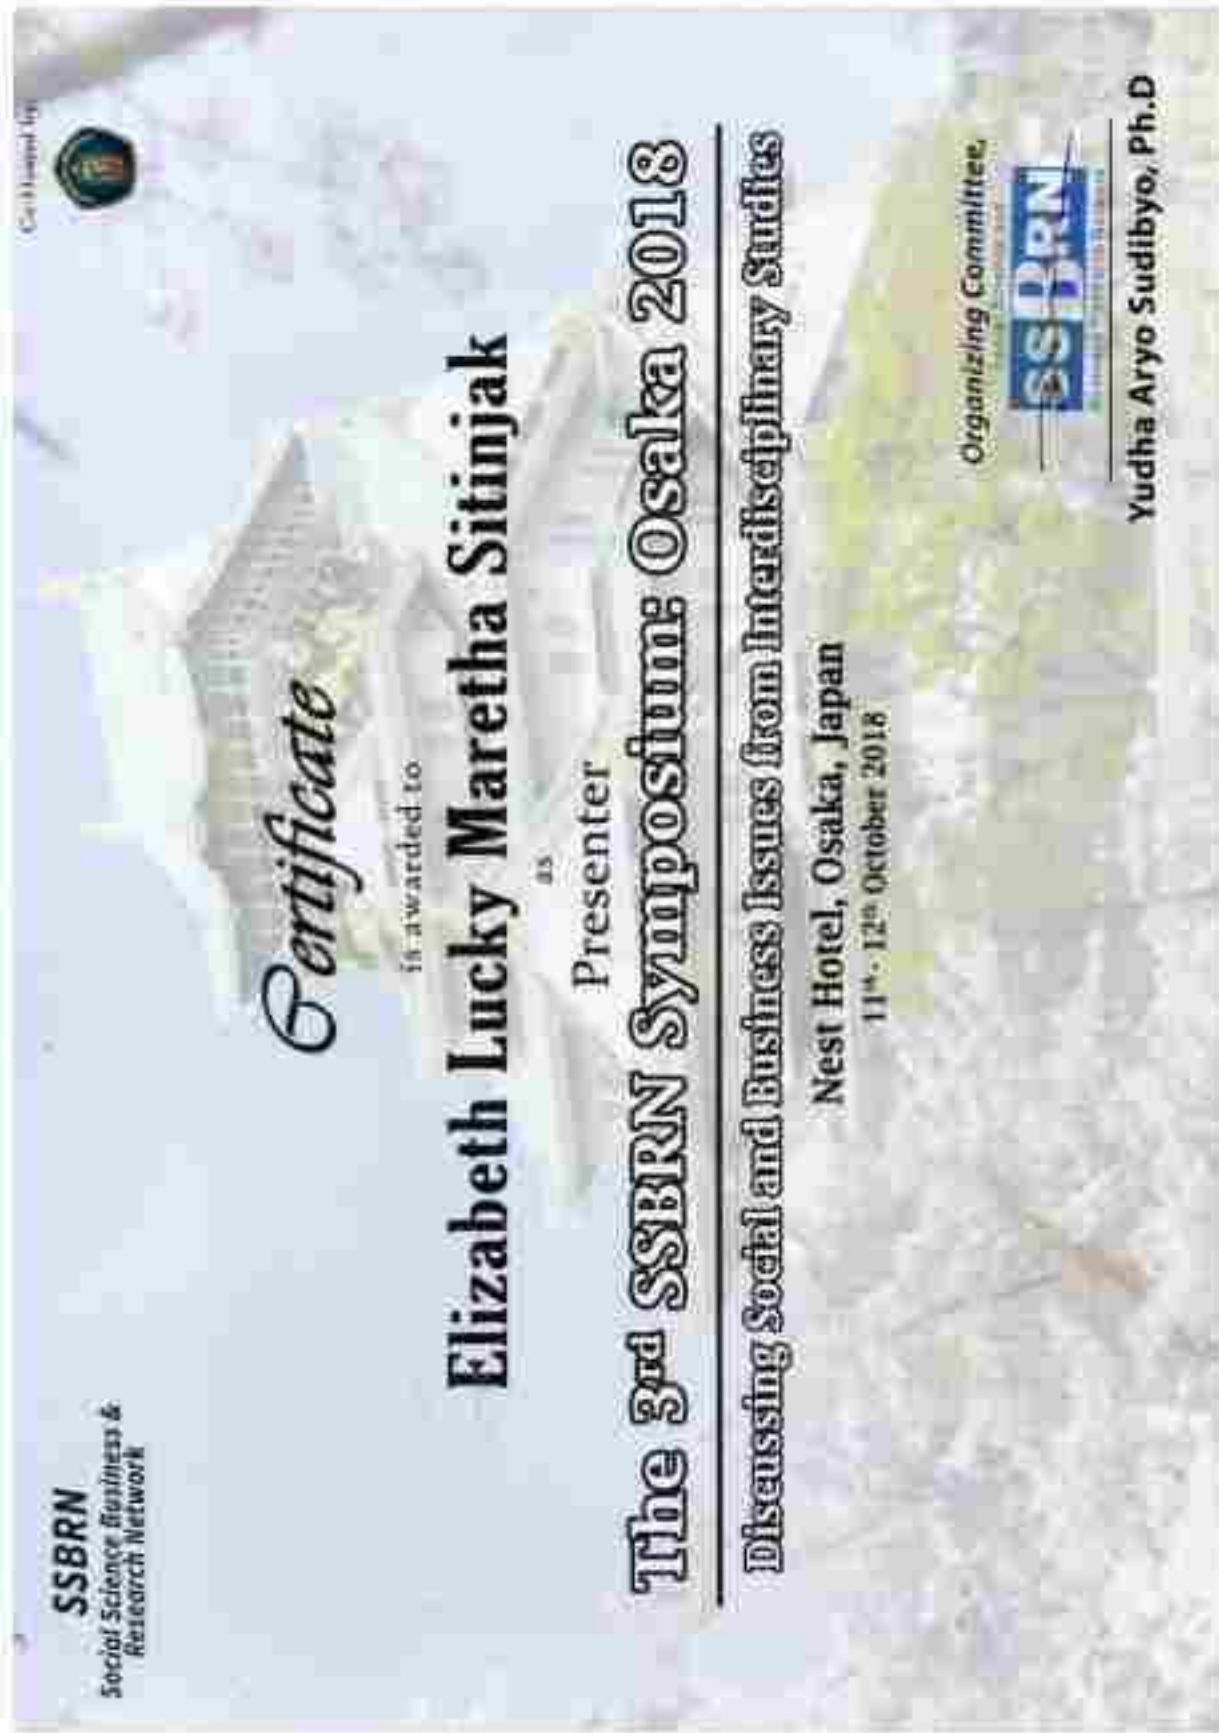 SSBRN
Social Science Business &
Research Network
Certificate
is awarded to
Elizabeth Lucky Maretha Sitinjak
as
Presenter
The 3rd SSBRN Symposium: Osaka 2018
Discussing Social and Business Issues from Interdisciplinary Studies
Nest Hotel, Osaka, Japan
11th - 12th October 2018
Organizing Committee,
SSBRN
Yudha Aryo Sudibyo, Ph.D